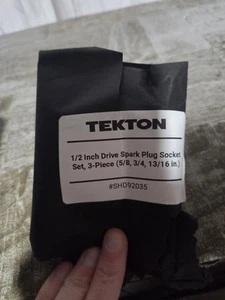 TEKTON
1/2 Inch Drive Spark Plug Socket
Set, 3-Piece (5/8, 3/4, 13/16 in.)
#SHD92035